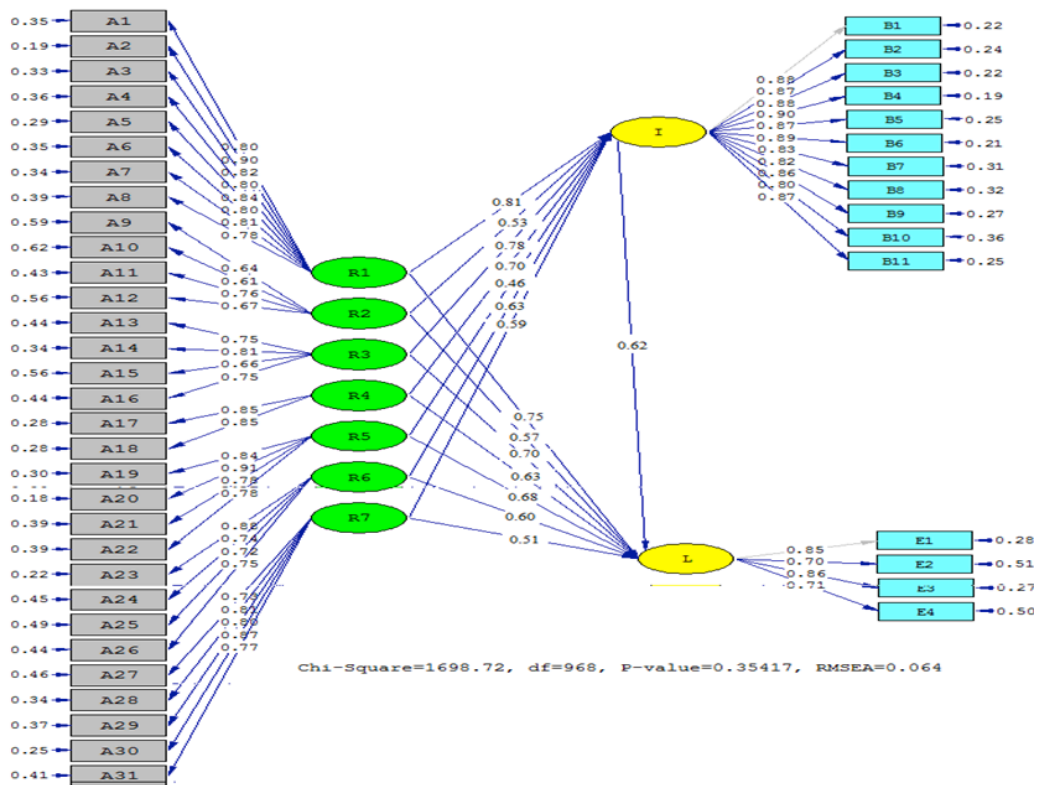 0.35 A1
0.19 A2
0.33 A3
0.36 A4
0.29 A5
0.35 A6
0.34 A7
0.39 A8
0.59 A9
0.62 A10
0.43 A11
0.56 A12
0.44 A13
0.34 A14
0.56 A15
0.44 A16
0.28 A17
0.28 A18
0.30 A19
0.18 A20
0.39 A21
0.39 A22
0.22 A23
0.45 A24
0.49 A25
0.44 A26
0.46 A27
0.34 A28
0.37 A29
0.25 A30
0.41 A31
0.80
0.90
0.82
0.80
0.84
0.80
0.81
0.78
0.64
0.61
0.76
0.67
0.75
0.81
0.66
0.75
0.85
0.85
0.84
0.91
0.78
0.78
0.88
0.74
0.72
0.75
0.73
0.81
0.80
0.87
0.77
R1
R2
R3
R4
R5
R6
R7
0.81
0.53
0.78
0.70
0.46
0.63
0.59
0.75
0.57
0.70
0.63
0.68
0.60
0.51
I
0.62
L
0.88
0.87
0.88
0.90
0.87
0.89
0.83
0.82
0.86
0.80
0.87
B1 0.22
B2 0.24
B3 0.22
B4 0.19
B5 0.25
B6 0.21
B7 0.31
B8 0.32
B9 0.27
B10 0.36
B11 0.25
0.85
0.70
0.86
0.71
E1 0.28
E2 0.51
E3 0.27
E4 0.50
Chi-Square=1698.72, df=968, P-value=0.35417, RMSEA=0.064